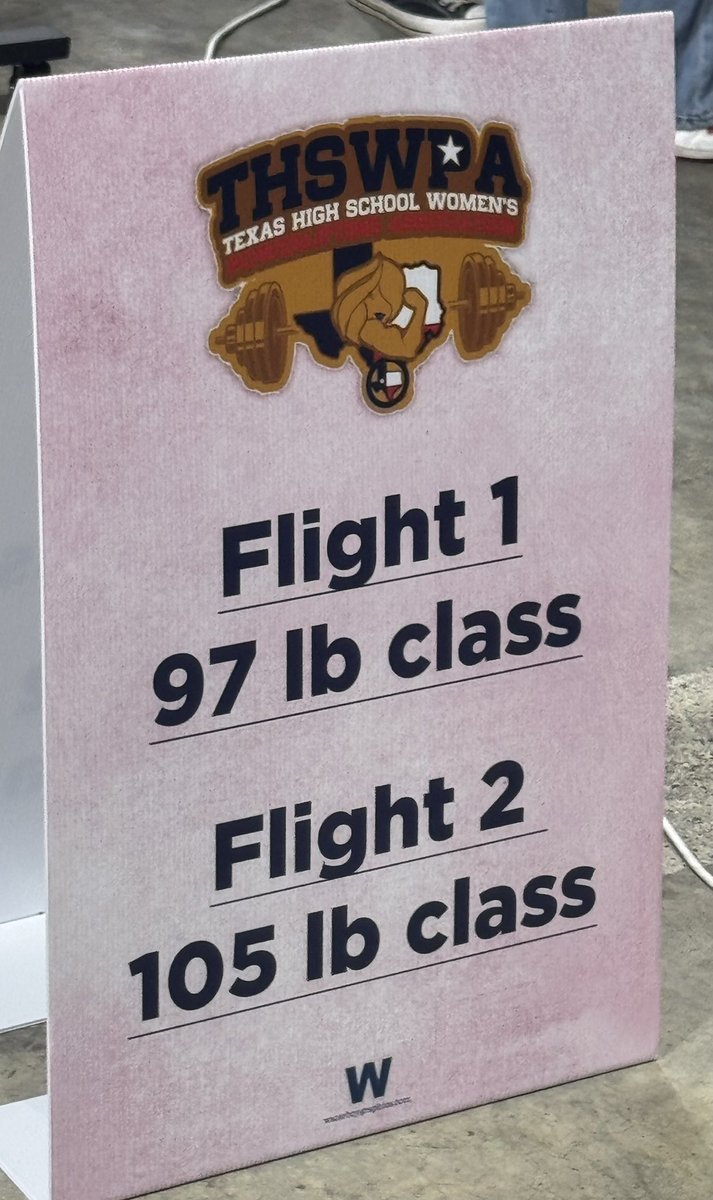 THSWPA
TEXAS HIGH SCHOOL WOMEN'S
Flight 1
97 lb class
Flight 2
105 lb class
W